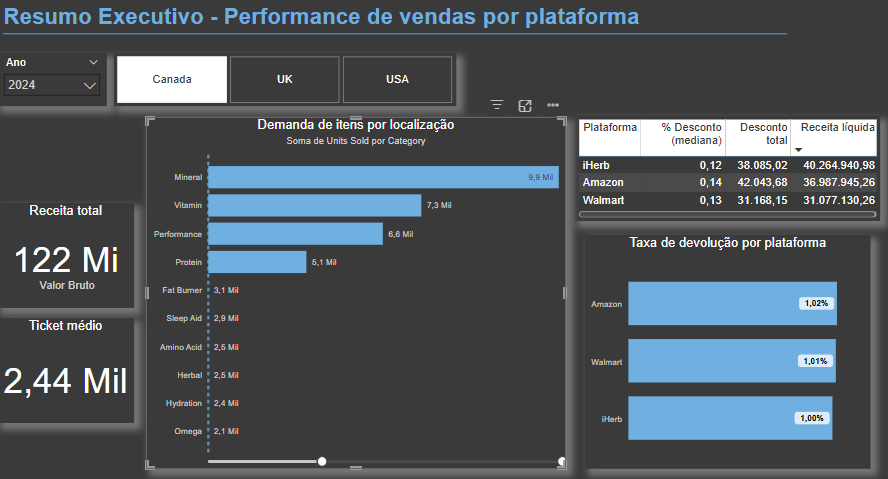 Resumo Executivo - Performance de vendas por plataforma
Ano
2024
Canada
UK
USA
Demanda de itens por localização
Soma de Units Sold por Category
Mineral 9,9 Mil
Vitamin 7,3 Mil
Performance 6,6 Mil
Protein 5,1 Mil
Fat Burner 3,1 Mil
Sleep Aid 2,9 Mil
Amino Acid 2,5 Mil
Herbal 2,5 Mil
Hydration 2,4 Mil
Omega 2,1 Mil
Receita total
122 Mi
Valor Bruto
Ticket médio
2,44 Mil
Plataforma % Desconto Desconto Receita líquida
(mediana) total
iHerb 0,12 38.085,02 40.264.940,98
Amazon 0,14 42.043,68 36.987.945,26
Walmart 0,13 31.168,15 31.077.130,26
Taxa de devolução por plataforma
Amazon 1,02%
Walmart 1,01%
iHerb 1,00%